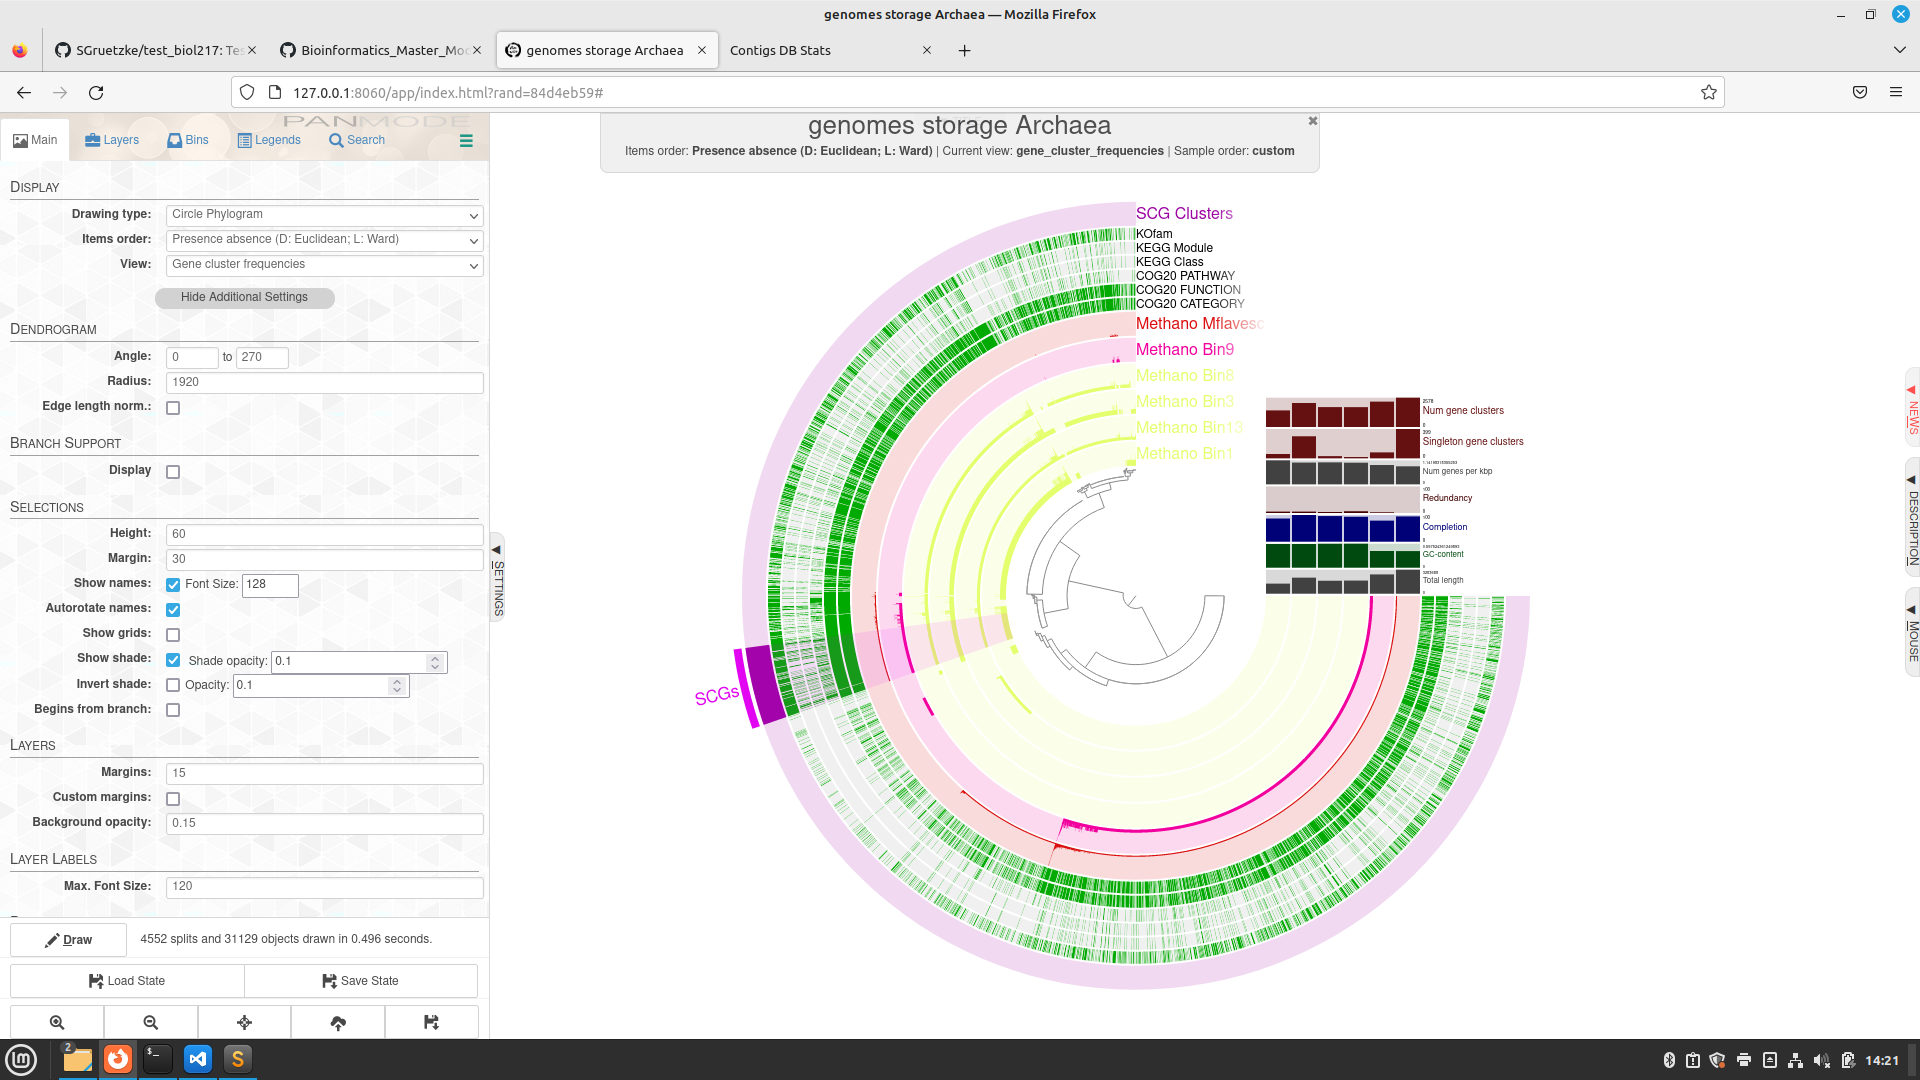 genomes storage Archaea — Mozilla Firefox
SGruetzke/test_biol217: Tes
Bioinformatics_Master_Mo
genomes storage Archaea
Contigs DB Stats
127.0.0.1:8060/app/index.html?rand=84d4eb59#
PANMODE
Main
Layers
Bins
Legends
Search
DISPLAY
Drawing type: Circle Phylogram
Items order: Presence absence (D: Euclidean; L: Ward)
View: Gene cluster frequencies
Hide Additional Settings
DENDROGRAM
Angle: 0 to 270
Radius: 1920
Edge length norm.:
BRANCH SUPPORT
Display
SELECTIONS
Height: 60
Margin: 30
Show names: Font Size: 128
Autorotate names:
Show grids:
Show shade: Shade opacity: 0.1
Invert shade: Opacity: 0.1
Begins from branch:
LAYERS
Margins: 15
Custom margins:
Background opacity: 0.15
LAYER LABELS
Max. Font Size: 120
Draw
4552 splits and 31129 objects drawn in 0.496 seconds.
Load State
Save State
SETTINGS
genomes storage Archaea
Items order: Presence absence (D: Euclidean; L: Ward) | Current view: gene_cluster_frequencies | Sample order: custom
SCG Clusters
KOfam
KEGG Module
KEGG Class
COG20 PATHWAY
COG20 FUNCTION
COG20 CATEGORY
Methano Mflavesc
Methano Bin9
Methano Bin8
Methano Bin3
Methano Bin13
Methano Bin1
Num gene clusters
Singleton gene clusters
Num genes per kbp
Redundancy
Completion
GC-content
Total length
SCGs
NEWS
DESCRIPTION
MOUSE
2
14:21